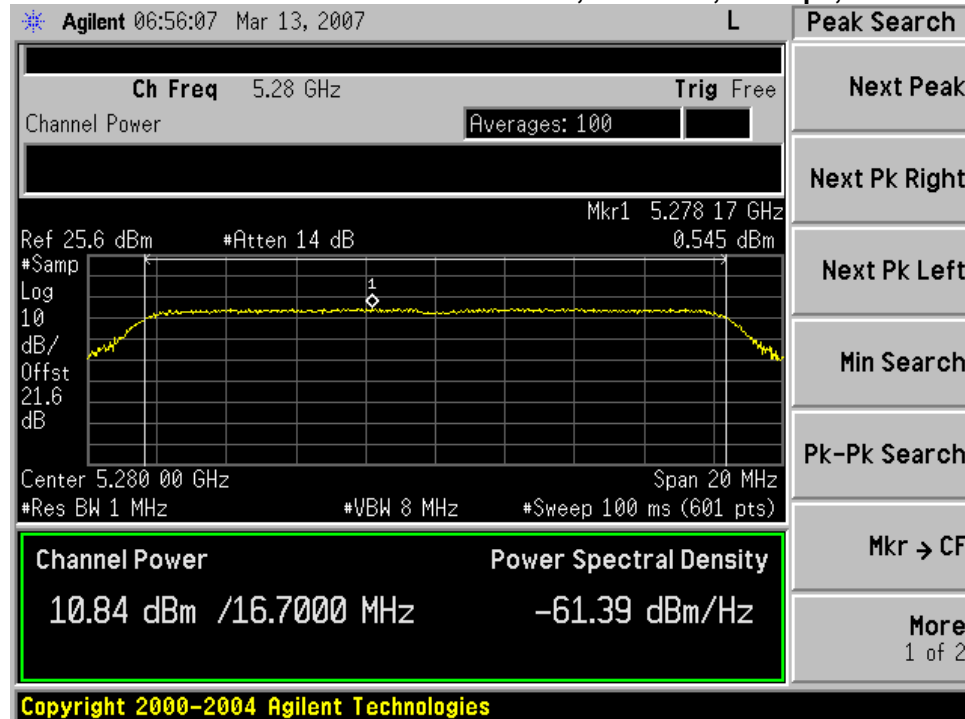 Agilent 06:56:07 Mar 13, 2007 L
Peak Search
Ch Freq 5.28 GHz Trig Free
Channel Power Averages: 100
Mkr1 5.278 17 GHz
Ref 25.6 dBm #Atten 14 dB 0.545 dBm
#Samp
Log
10
dB/
Offst
21.6
dB
1
Center 5.280 00 GHz Span 20 MHz
#Res BW 1 MHz #VBW 8 MHz #Sweep 100 ms (601 pts)
Channel Power Power Spectral Density
10.84 dBm /16.7000 MHz -61.39 dBm/Hz
Copyright 2000-2004 Agilent Technologies
Next Peak
Next Pk Right
Next Pk Left
Min Search
Pk-Pk Search
Mkr → CF
More
1 of 2